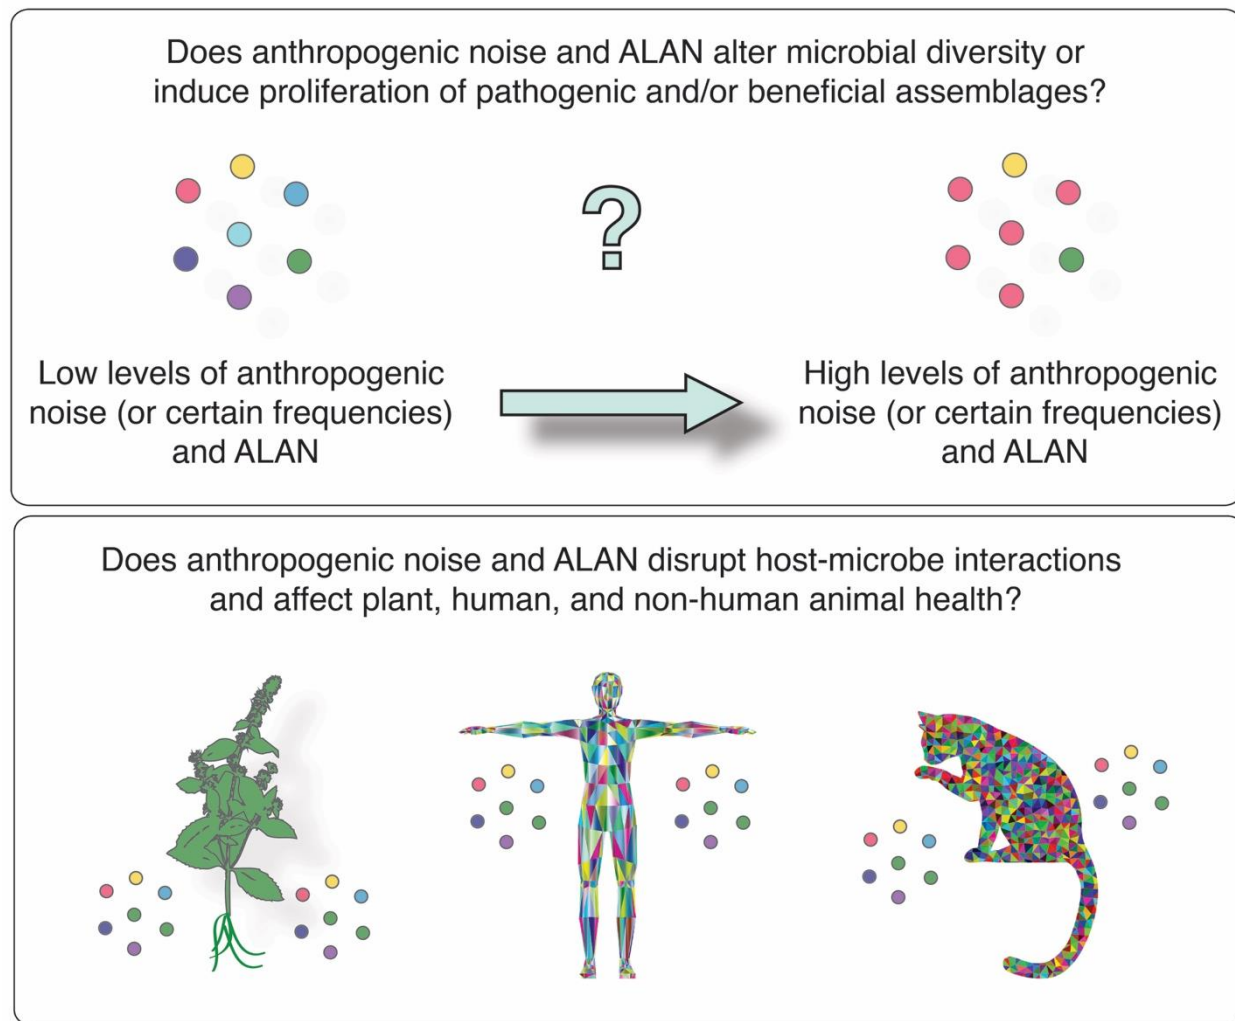 Does anthropogenic noise and ALAN alter microbial diversity or
induce proliferation of pathogenic and/or beneficial assemblages?
?
Low levels of anthropogenic
noise (or certain frequencies)
and ALAN
High levels of anthropogenic
noise (or certain frequencies)
and ALAN
Does anthropogenic noise and ALAN disrupt host-microbe interactions
and affect plant, human, and non-human animal health?